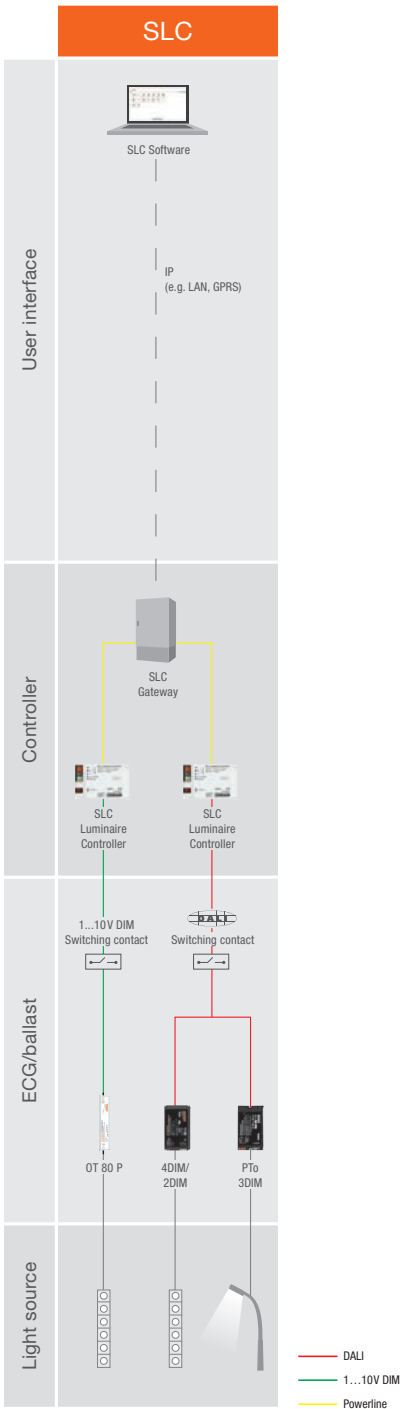 SLC
User interface
SLC Software
IP
(e.g. LAN, GPRS)
Controller
SLC
Gateway
SLC
Luminaire
Controller
SLC
Luminaire
Controller
ECG/ballast
1...10V DIM
Switching contact
DALI
Switching contact
OT 80 P
4DIM/
2DIM
PTo
3DIM
Light source
DALI
1...10V DIM
Powerline